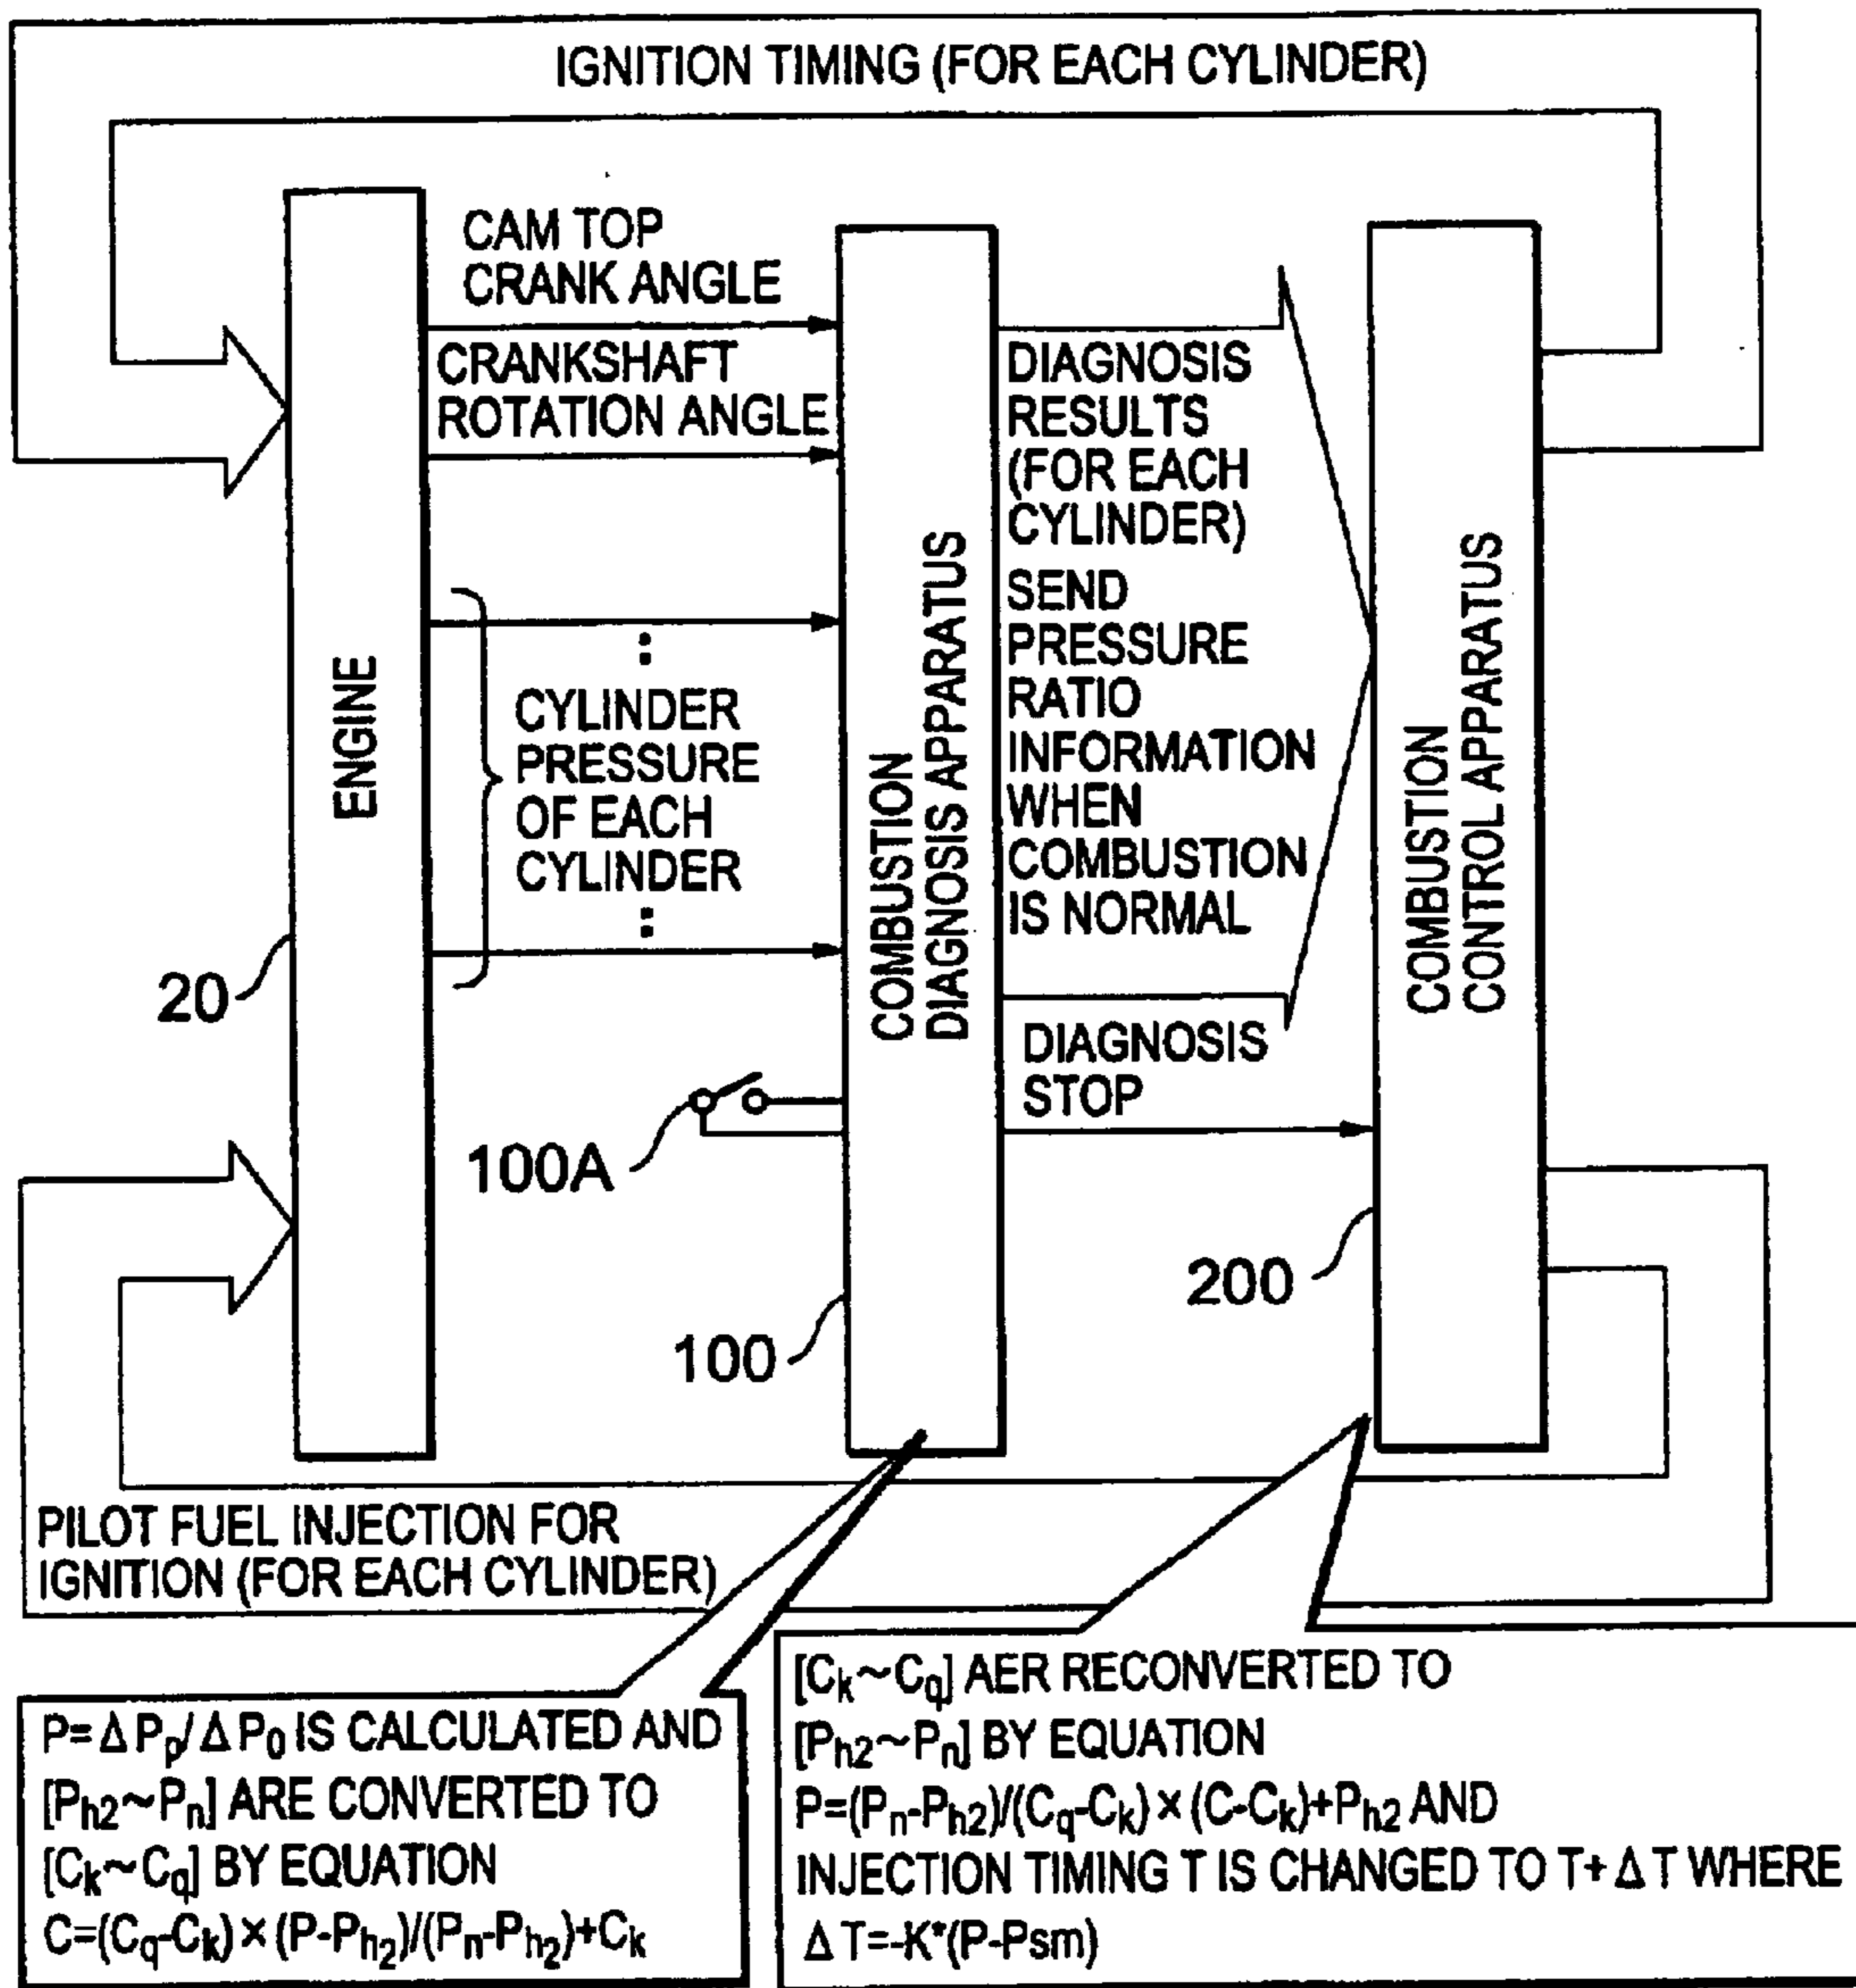 IGNITION TIMING (FOR EACH CYLINDER)
CAM TOP
CRANK ANGLE
CRANKSHAFT
ROTATION ANGLE
ENGINE
CYLINDER
PRESSURE
OF EACH
CYLINDER
20
100A
COMBUSTION
DIAGNOSIS APPARATUS
100
DIAGNOSIS
RESULTS
(FOR EACH
CYLINDER)
SEND
PRESSURE
RATIO
INFORMATION
WHEN
COMBUSTION
IS NORMAL
DIAGNOSIS
STOP
COMBUSTION
CONTROL APPARATUS
200
PILOT FUEL INJECTION FOR
IGNITION (FOR EACH CYLINDER)
P=ΔPp/ΔP0 IS CALCULATED AND
[Ph2~Pn] ARE CONVERTED TO
[Ck~Cq] BY EQUATION
C=(Cq-Ck)×(P-Ph2)/(Pn-Ph2)+Ck
[Ck~Cq] AER RECONVERTED TO
[Ph2~Pn] BY EQUATION
P=(Pn-Ph2)/(Cq-Ck)×(C-Ck)+Ph2 AND
INJECTION TIMING T IS CHANGED TO T+ΔT WHERE
ΔT=-K*(P-Psm)